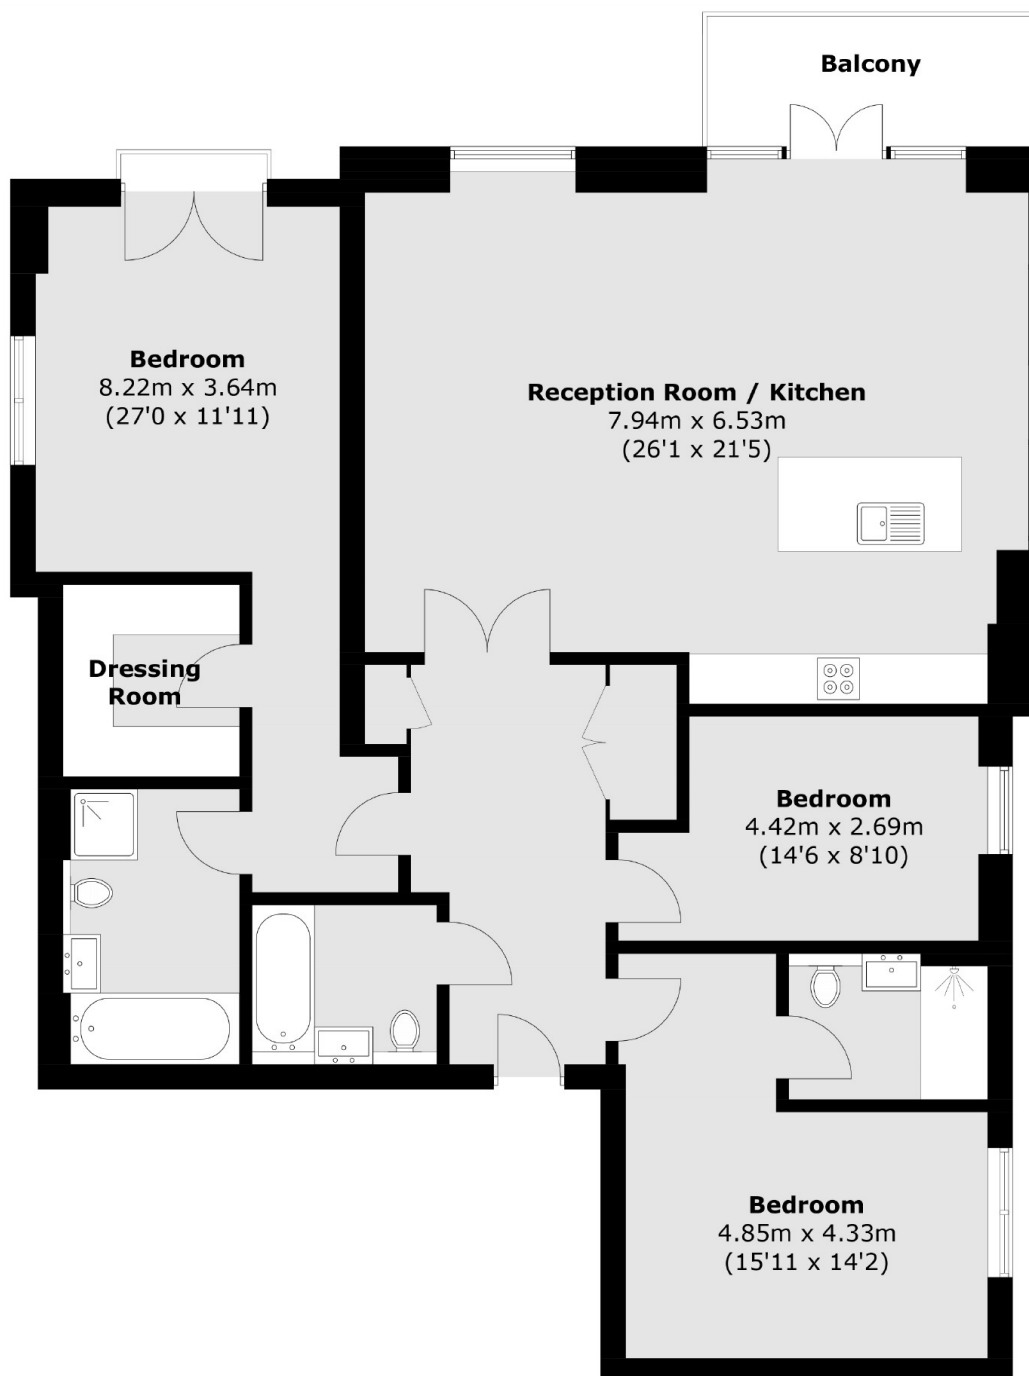 Balcony
Bedroom
8.22m x 3.64m
(27'0 x 11'11)
Reception Room / Kitchen
7.94m x 6.53m
(26'1 x 21'5)
Dressing
Room
Bedroom
4.42m x 2.69m
(14'6 x 8'10)
Bedroom
4.85m x 4.33m
(15'11 x 14'2)